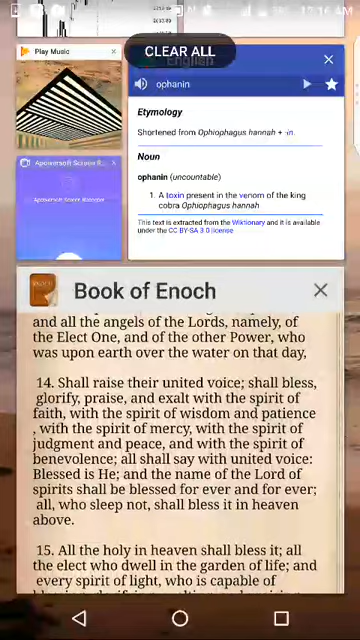 10:16 AM
Play Music
CLEAR ALL
English
ophanin
Etymology
Shortened from Ophiophagus hannah + -in.
Noun
ophanin (uncountable)
1. A toxin present in the venom of the king
cobra Ophiophagus hannah
This text is extracted from the Wiktionary and it is available
under the CC BY-SA 3.0 license
Apowersoft Screen R...
Apowersoft Screen Recorder
Book of Enoch
and all the angels of the Lords, namely, of
the Elect One, and of the other Power, who
was upon earth over the water on that day,
14. Shall raise their united voice; shall bless,
glorify, praise, and exalt with the spirit of
faith, with the spirit of wisdom and patience
, with the spirit of mercy, with the spirit of
judgment and peace, and with the spirit of
benevolence; all shall say with united voice:
Blessed is He; and the name of the Lord of
spirits shall be blessed for ever and for ever;
all, who sleep not, shall bless it in heaven
above.
15. All the holy in heaven shall bless it; all
the elect who dwell in the garden of life; and
every spirit of light, who is capable of